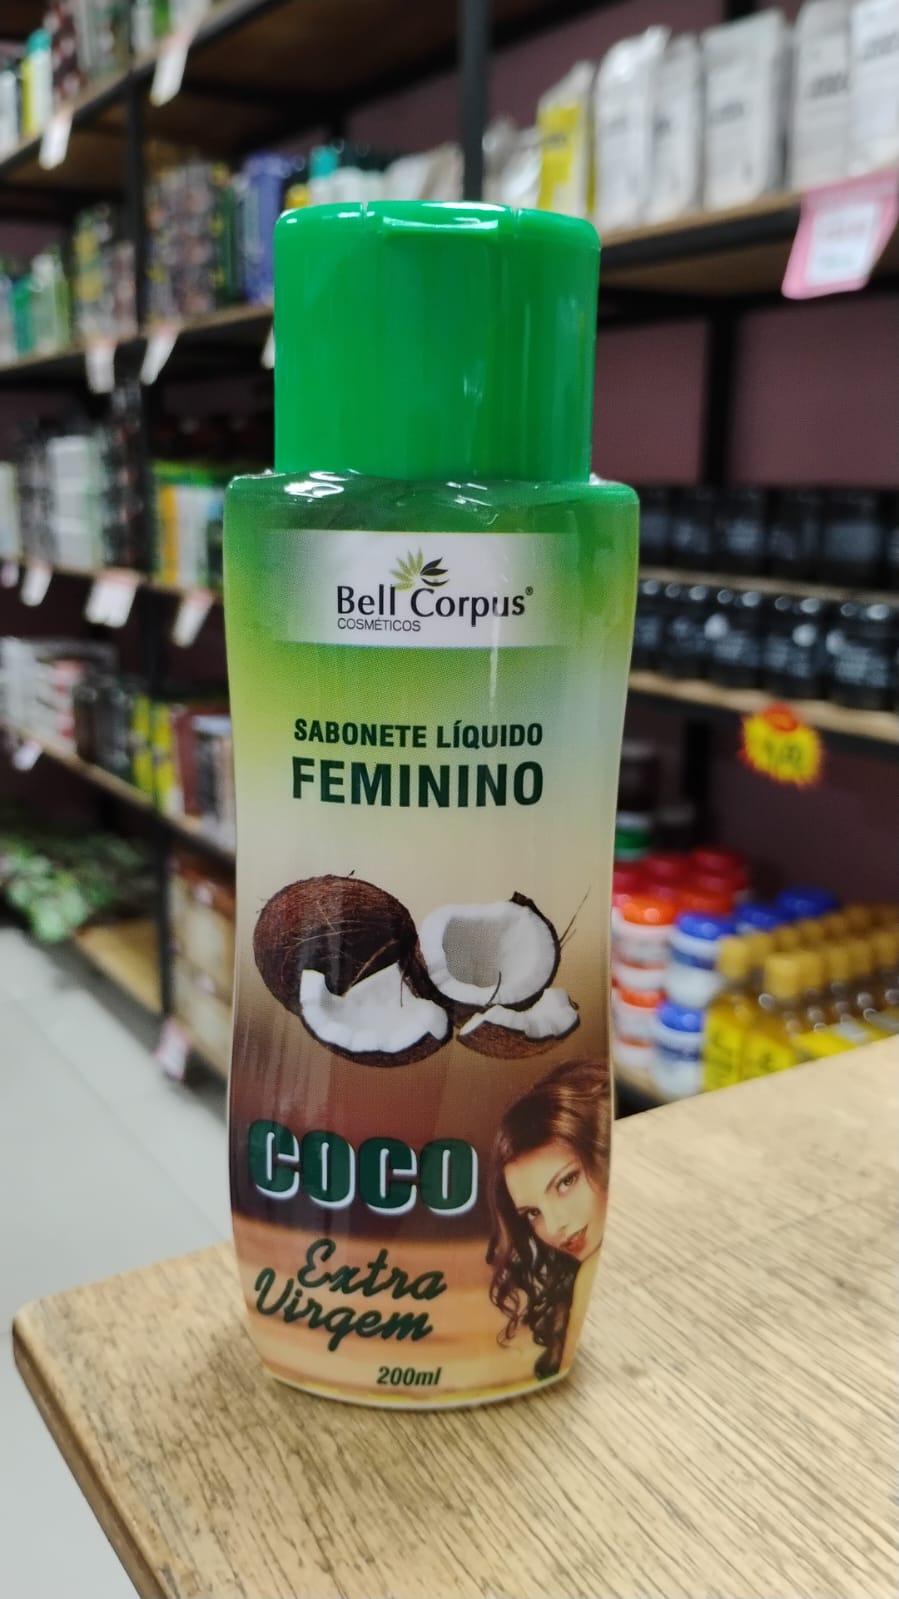 Bell Corpus®
COSMÉTICOS
SABONETE LÍQUIDO
FEMININO
COCO
Extra
Virgem
200ml